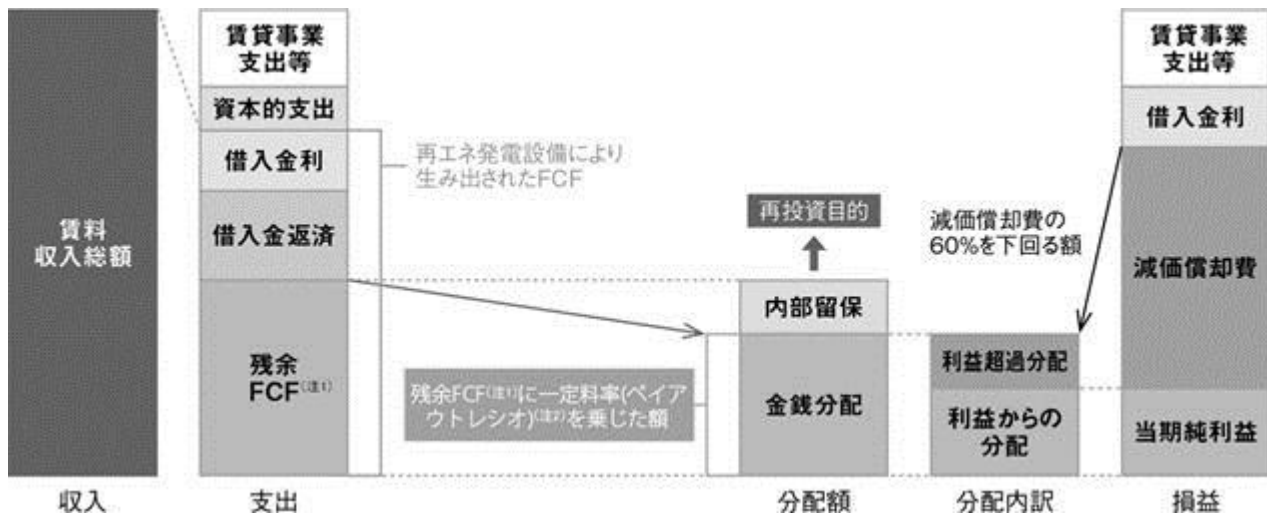 賃料
収入総額
収入
賃貸事業
支出等
資本的支出
借入金利
借入金返済
残余
FCF(注1)
支出
再エネ発電設備により
生み出されたFCF
残余FCF(注1)に一定料率(ペイア
ウトレシオ)(注2)を乗じた額
再投資目的
内部留保
金銭分配
分配額
減価償却費の
60%を下回る額
利益超過分配
利益からの
分配
分配内訳
賃貸事業
支出等
借入金利
減価償却費
当期純利益
損益